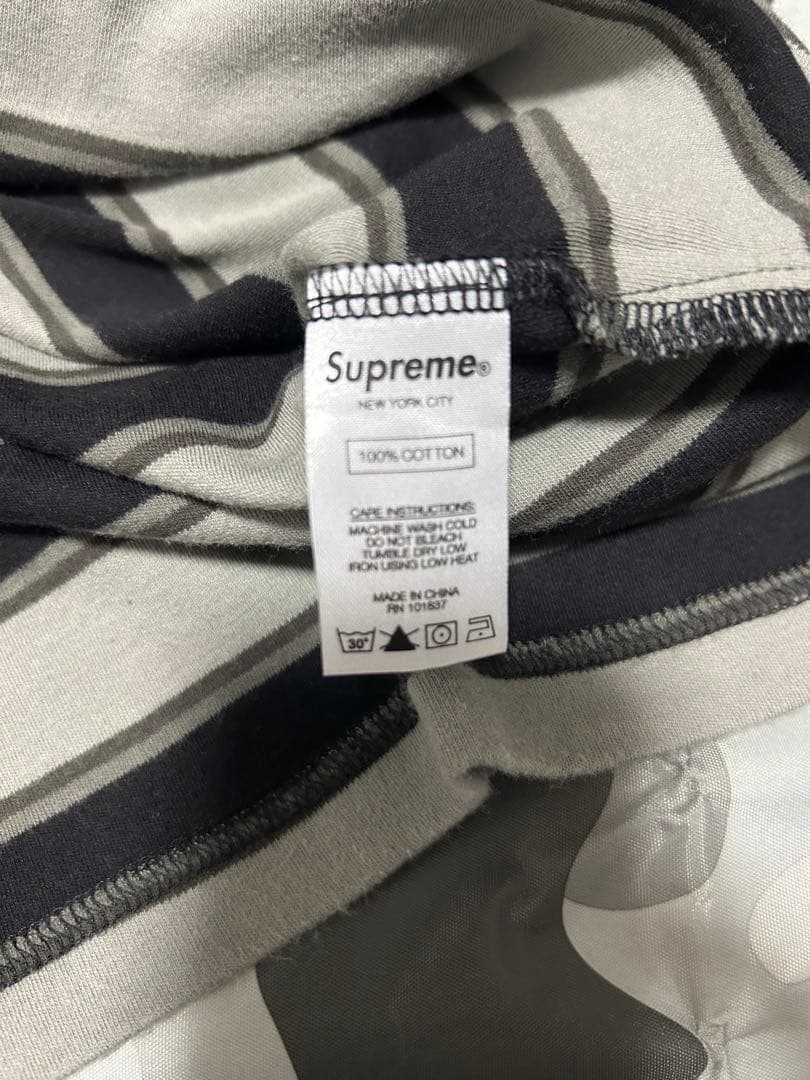 Supreme®
NEW YORK CITY
100% COTTON
CARE INSTRUCTIONS:
MACHINE WASH COLD
DO NOT BLEACH
TUMBLE DRY LOW
IRON USING LOW HEAT
MADE IN CHINA
RN 101837
30°